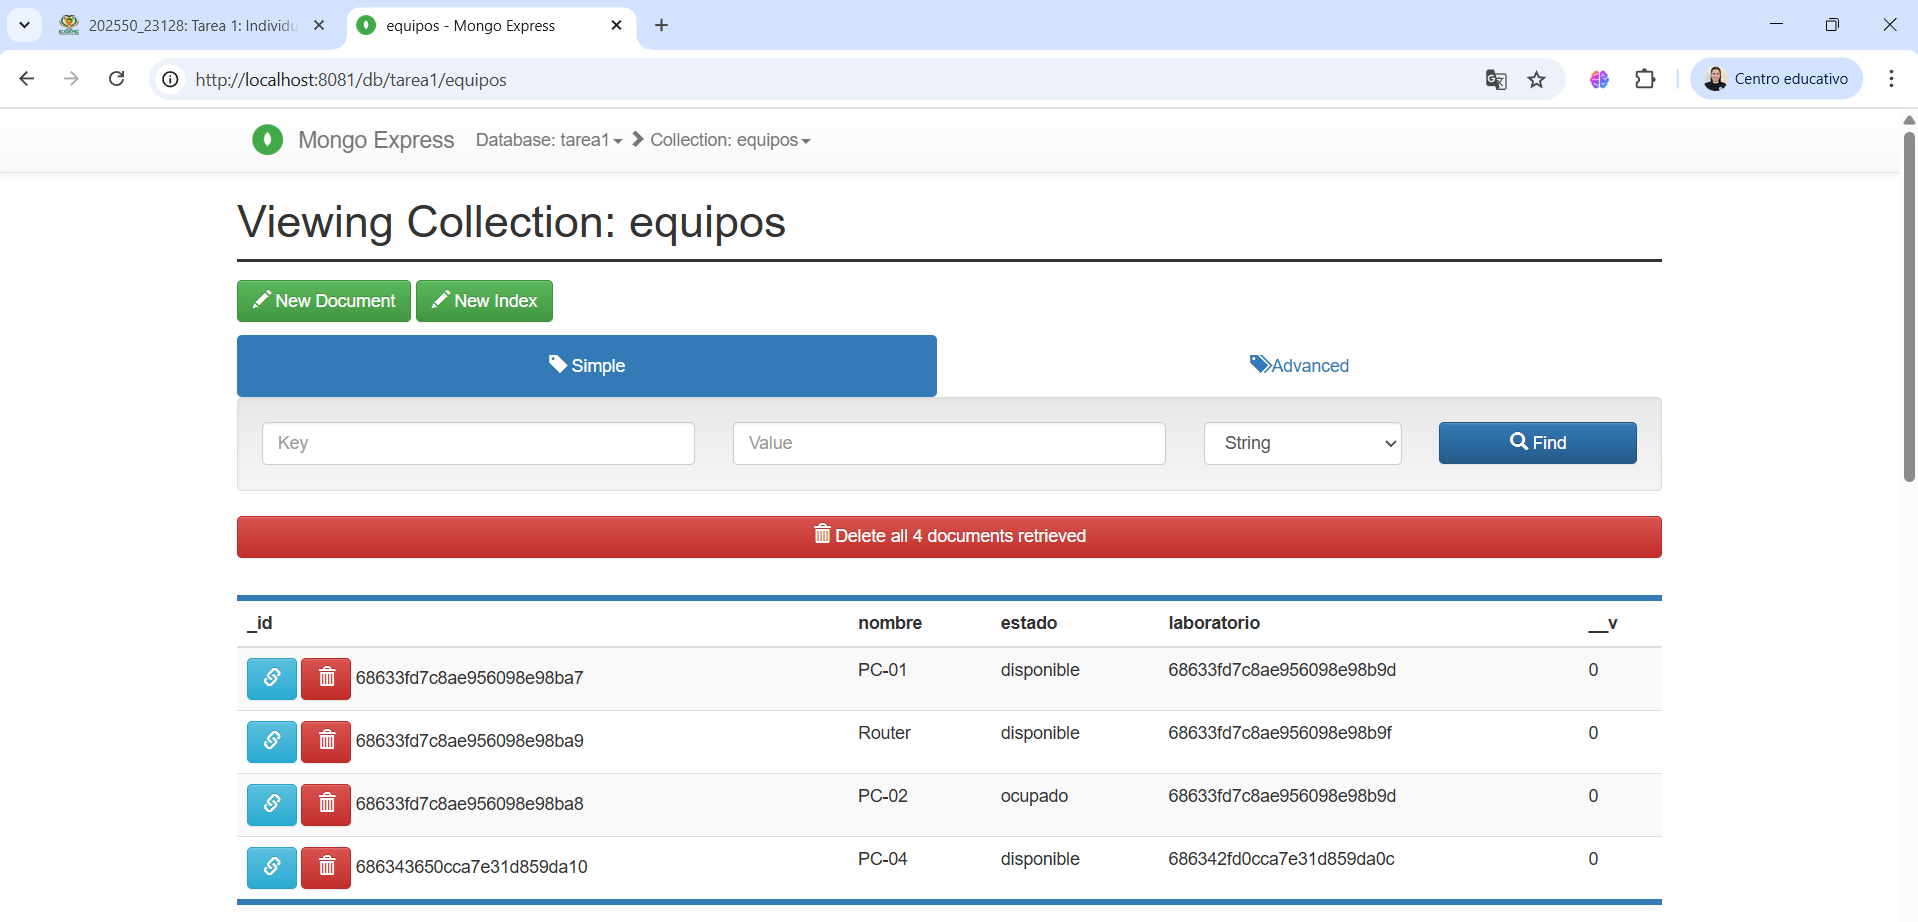 202550_23128: Tarea 1: Individu
equipos - Mongo Express
http://localhost:8081/db/tarea1/equipos
Centro educativo
Mongo Express Database: tarea1 Collection: equipos
Viewing Collection: equipos
New Document New Index
Simple Advanced
Key Value String Find
Delete all 4 documents retrieved
_id nombre estado laboratorio __v
68633fd7c8ae956098e98ba7 PC-01 disponible 68633fd7c8ae956098e98b9d 0
68633fd7c8ae956098e98ba9 Router disponible 68633fd7c8ae956098e98b9f 0
68633fd7c8ae956098e98ba8 PC-02 ocupado 68633fd7c8ae956098e98b9d 0
686343650cca7e31d859da10 PC-04 disponible 686342fd0cca7e31d859da0c 0